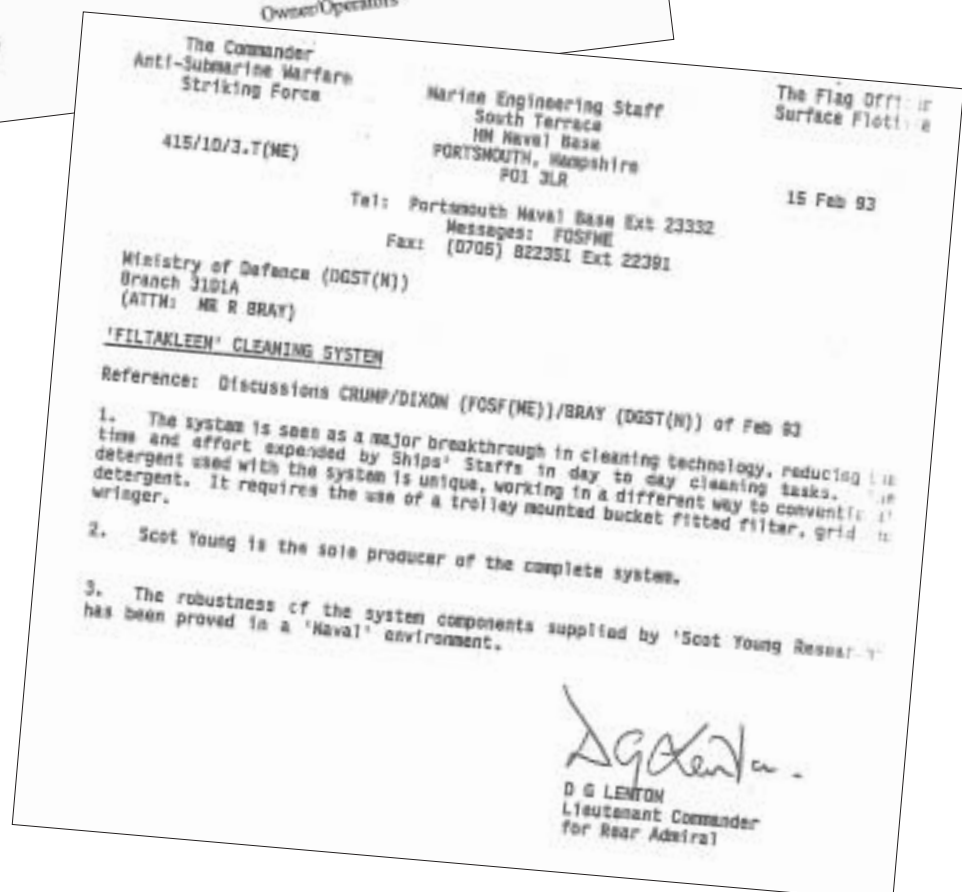 Owner/Operators
The Commander
Anti-Submarine Warfare
Striking Force
415/10/3.T(ME)
Marine Engineering Staff
South Terrace
HM Naval Base
PORTSMOUTH, Hampshire
PO1 3LR
The Flag
Surface
15 Feb 93
Tel: Portsmouth Naval Base Ext 23332
Messages: FOSFME
Fax: (0705) 822351 Ext 22391
Ministry of Defence (DGST(N))
Branch 3101A
(ATTN: MR R BRAY)
'FILTAKLEEN' CLEANING SYSTEM
Reference: Discussions CRUMP/DIXON (FOSF(ME))/BRAY (DGST(N)) of Feb 93
1. The system is seen as a major breakthrough in cleaning technology, reducing
time and effort expended by Ships' Staffs in day to day cleaning tasks.
detergent used with the system is unique, working in a different way to
detergent. It requires the use of a trolley mounted bucket fitted filter, grid
wringer.
2. Scot Young is the sole producer of the complete system.
3. The robustness of the system components supplied by 'Scot Young
has been proved in a 'Naval' environment.
D G Lenton
D G LENTON
Lieutenant Commander
for Rear Admiral